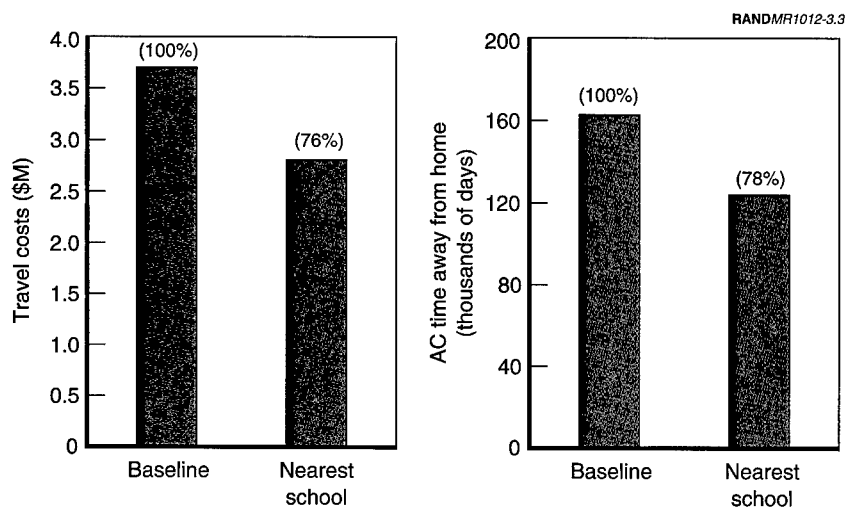 RANDMR1012-3.3
4.0
3.5
3.0
2.5
2.0
1.5
1.0
0.5
0
Travel costs ($M)
(100%)
(76%)
Baseline
Nearest
school
200
160
120
80
40
0
AC time away from home
(thousands of days)
(100%)
(78%)
Baseline
Nearest
school